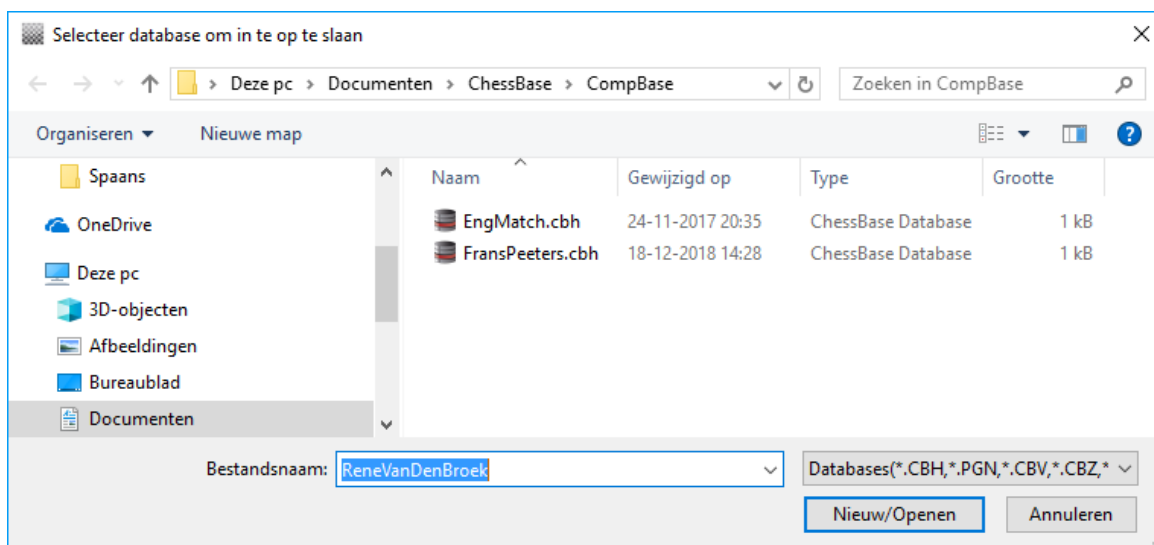 Selecteer database om in te op te slaan
Deze pc > Documenten > ChessBase > CompBase
Zoeken in CompBase
Organiseren Nieuwe map
Spaans
OneDrive
Deze pc
3D-objecten
Afbeeldingen
Bureaublad
Documenten
Naam Gewijzigd op Type Grootte
EngMatch.cbh 24-11-2017 20:35 ChessBase Database 1 kB
FransPeeters.cbh 18-12-2018 14:28 ChessBase Database 1 kB
Bestandsnaam: ReneVanDenBroek Databases(*.CBH,*.PGN,*.CBV,*.CBZ,*
Nieuw/Openen Annuleren